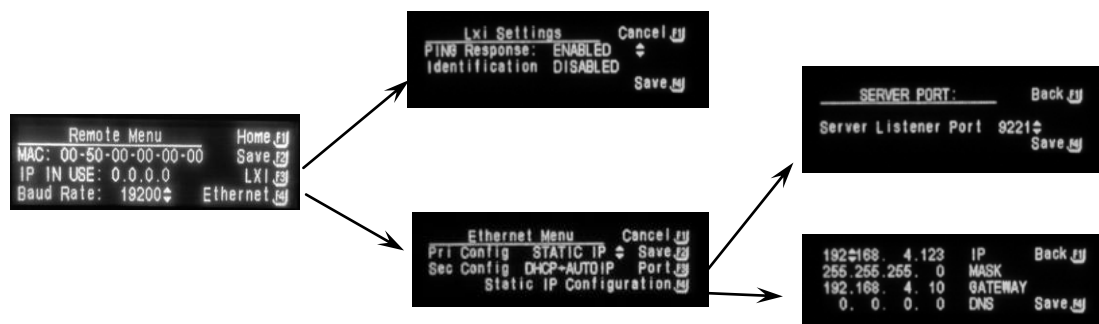 Remote Menu Home F1
MAC: 00-50-00-00-00-00 Save F2
IP IN USE: 0.0.0.0 LXI F3
Baud Rate: 19200 Ethernet F4
Lxi Settings Cancel F1
PING Response: ENABLED
Identification DISABLED
Save F4
Ethernet Menu Cancel F1
Pri Config STATIC IP Save F2
Sec Config DHCP+AUTOIP Port F3
Static IP Configuration F4
SERVER PORT: Back F1
Server Listener Port 9221
Save F4
192.168. 4.123 IP Back F1
255.255.255. 0 MASK
192.168. 4. 10 GATEWAY
0. 0. 0. 0 DNS Save F4